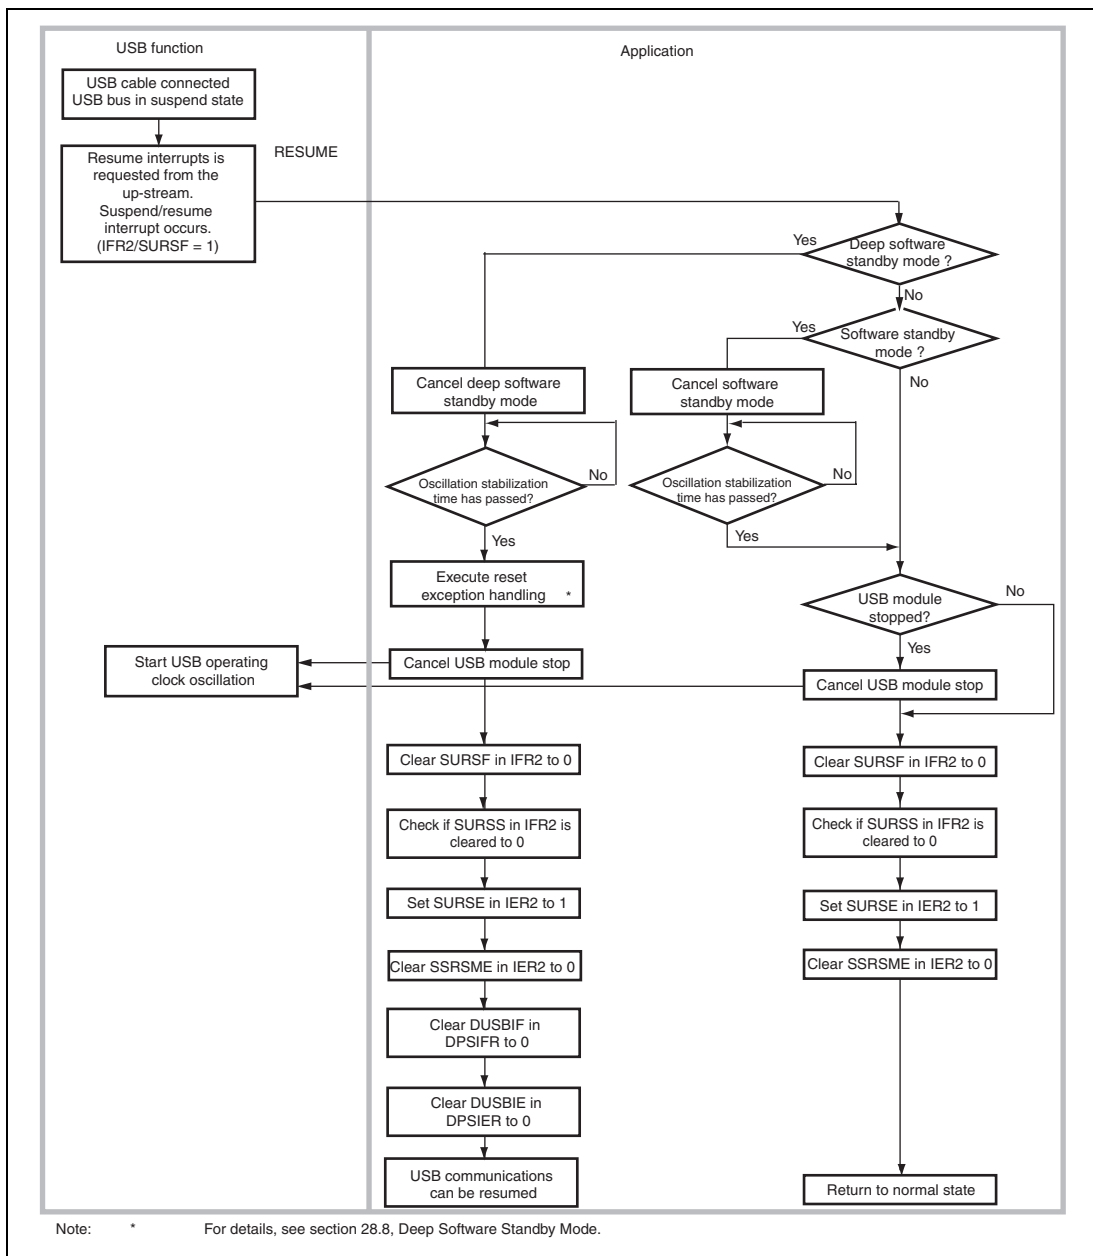 USB function
Application
USB cable connected
USB bus in suspend state
Resume interrupts is
requested from the
up-stream.
Suspend/resume
interrupt occurs.
(IFR2/SURSF = 1)
RESUME
Yes
Deep software
standby mode ?
No
Yes
Software standby
mode ?
No
Cancel deep software
standby mode
Cancel software
standby mode
Oscillation stabilization
time has passed?
No
Oscillation stabilization
time has passed?
No
Yes
Yes
Execute reset
exception handling *
USB module
stopped?
No
Yes
Start USB operating
clock oscillation
Cancel USB module stop
Cancel USB module stop
Clear SURSF in IFR2 to 0
Clear SURSF in IFR2 to 0
Check if SURSS in IFR2 is
cleared to 0
Check if SURSS in IFR2 is
cleared to 0
Set SURSE in IER2 to 1
Set SURSE in IER2 to 1
Clear SSRSME in IER2 to 0
Clear SSRSME in IER2 to 0
Clear DUSBIF in
DPSIFR to 0
Clear DUSBIE in
DPSIER to 0
USB communications
can be resumed
Return to normal state
Note: * For details, see section 28.8, Deep Software Standby Mode.